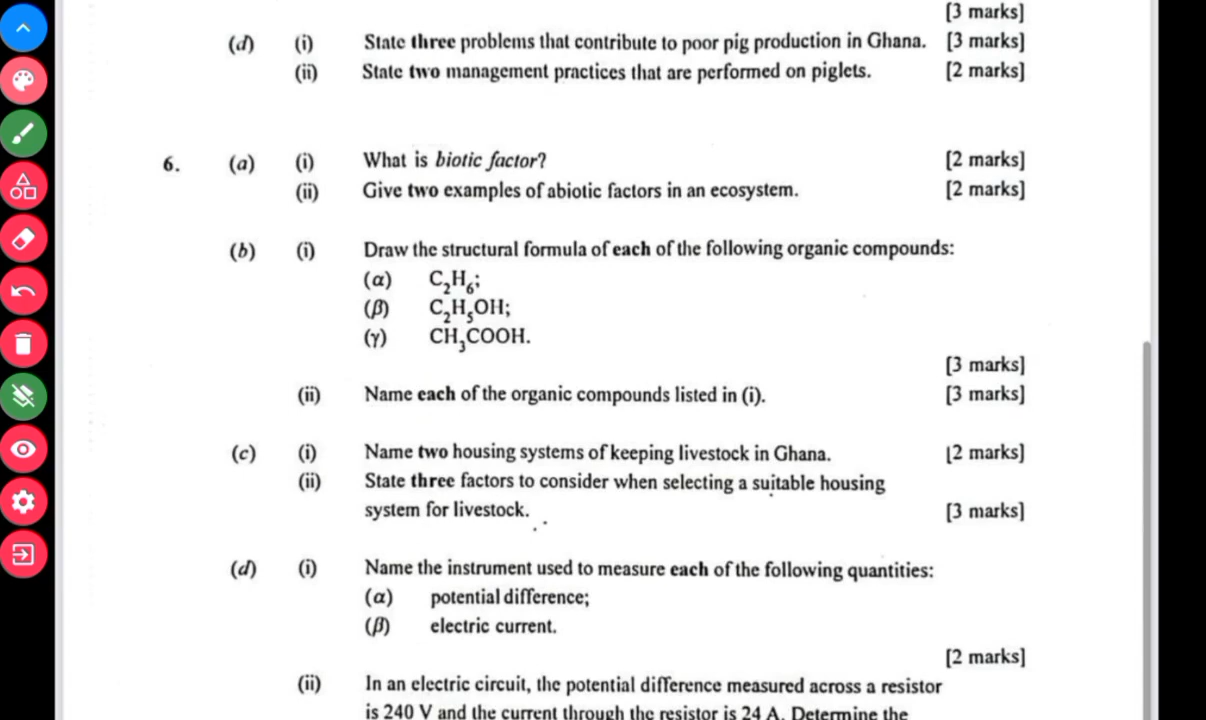 [3 marks]
(d) (i) State three problems that contribute to poor pig production in Ghana. [3 marks]
(ii) State two management practices that are performed on piglets. [2 marks]
6. (a) (i) What is biotic factor? [2 marks]
(ii) Give two examples of abiotic factors in an ecosystem. [2 marks]
(b) (i) Draw the structural formula of each of the following organic compounds:
(α) C₂H₆;
(β) C₂H₅OH;
(γ) CH₃COOH.
[3 marks]
(ii) Name each of the organic compounds listed in (i). [3 marks]
(c) (i) Name two housing systems of keeping livestock in Ghana. [2 marks]
(ii) State three factors to consider when selecting a suitable housing
system for livestock. [3 marks]
(d) (i) Name the instrument used to measure each of the following quantities:
(α) potential difference;
(β) electric current.
[2 marks]
(ii) In an electric circuit, the potential difference measured across a resistor
is 240 V and the current through the resistor is 24 A. Determine the